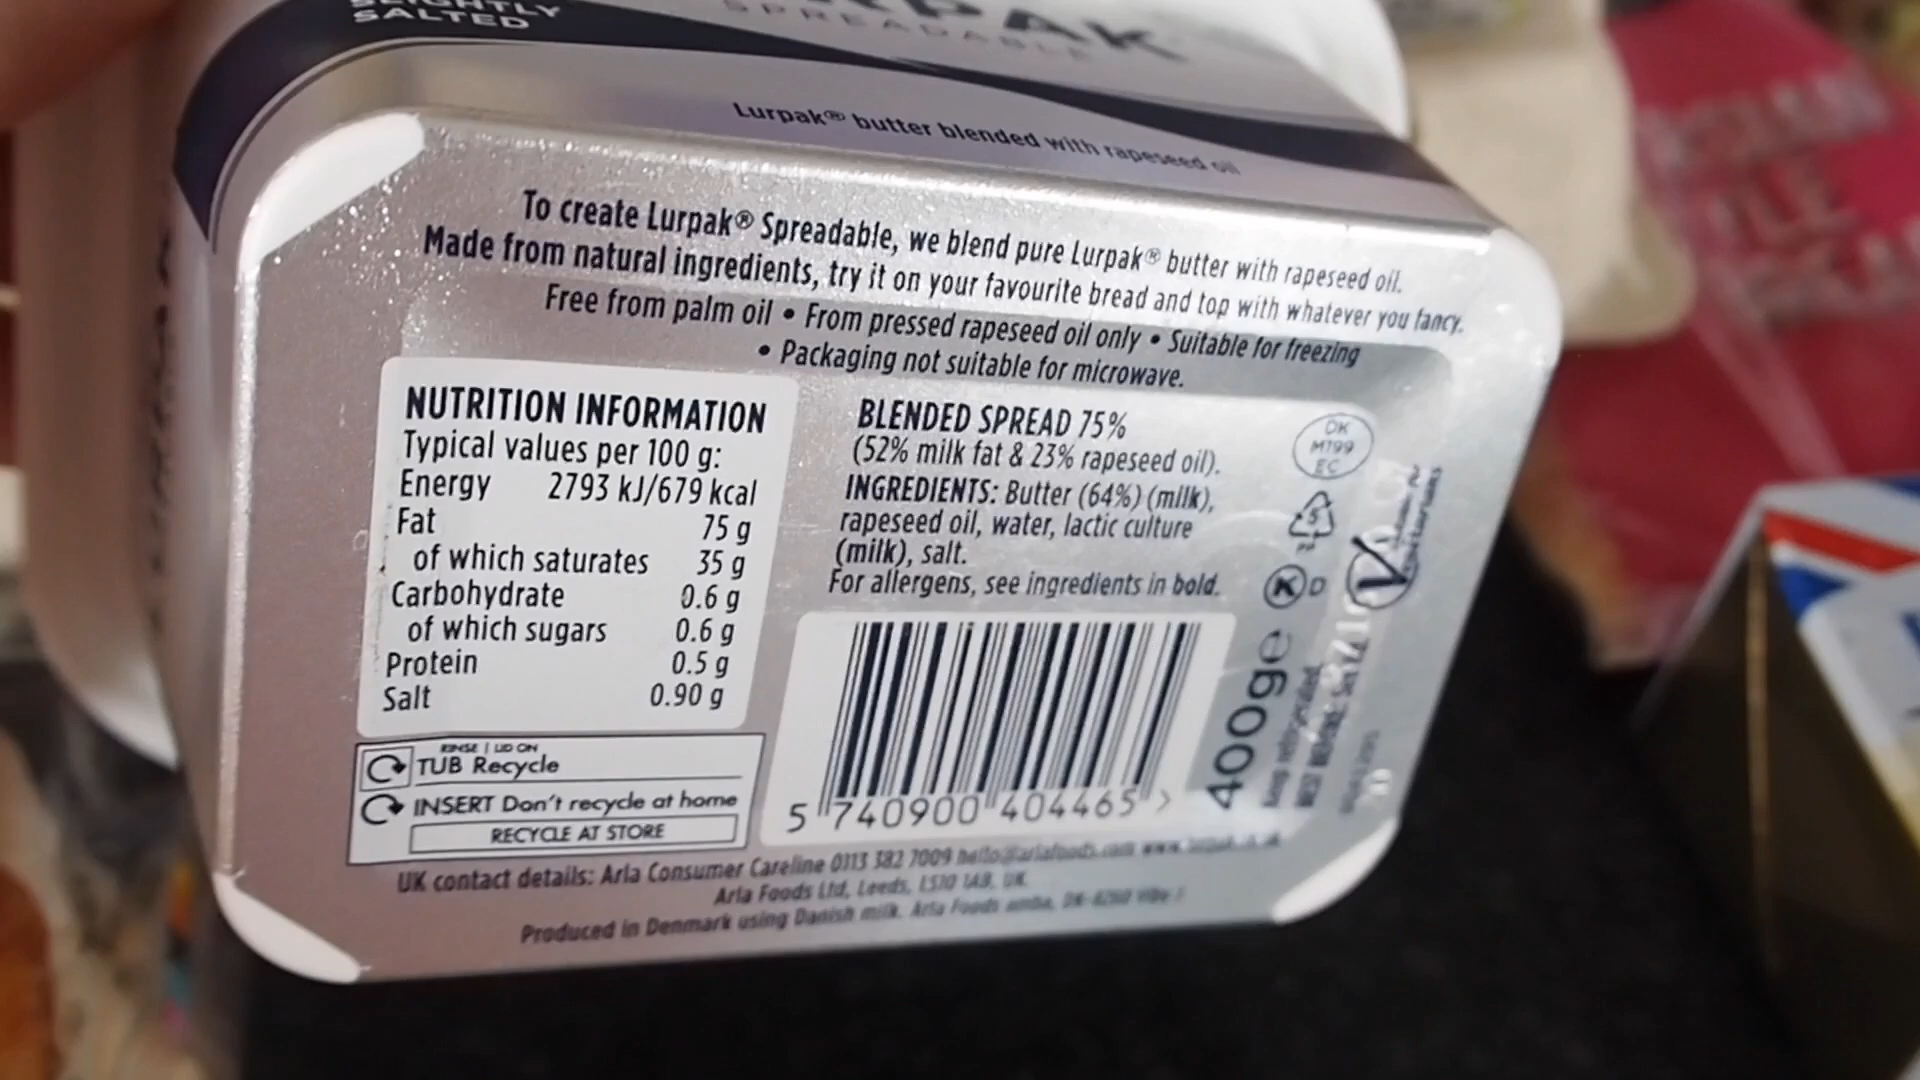 SLIGHTLY
SALTED
SPREADABLE
Lurpak® butter blended with rapeseed oil
To create Lurpak® Spreadable, we blend pure Lurpak® butter with rapeseed oil.
Made from natural ingredients, try it on your favourite bread and top with whatever you fancy.
Free from palm oil • From pressed rapeseed oil only • Suitable for freezing
• Packaging not suitable for microwave.
NUTRITION INFORMATION
Typical values per 100 g:
Energy 2793 kJ/679 kcal
Fat 75 g
of which saturates 35 g
Carbohydrate 0.6 g
of which sugars 0.6 g
Protein 0.5 g
Salt 0.90 g
BLENDED SPREAD 75%
(52% milk fat & 23% rapeseed oil).
INGREDIENTS: Butter (64%) (milk),
rapeseed oil, water, lactic culture
(milk), salt.
For allergens, see ingredients in bold.
DK
M199
EC
5
PP
K D
V
400ge
Keep refrigerated
BEST BEFORE:
RINSE | LID ON
TUB Recycle
INSERT Don't recycle at home
RECYCLE AT STORE
5 740900 404465 >
UK contact details: Arla Consumer Careline 0113 382 7009 hello@arlafoods.com
Arla Foods Ltd, Leeds, LS10 1AB, UK
Produced in Denmark using Danish milk. Arla Foods amba, DK-8260 Viby J